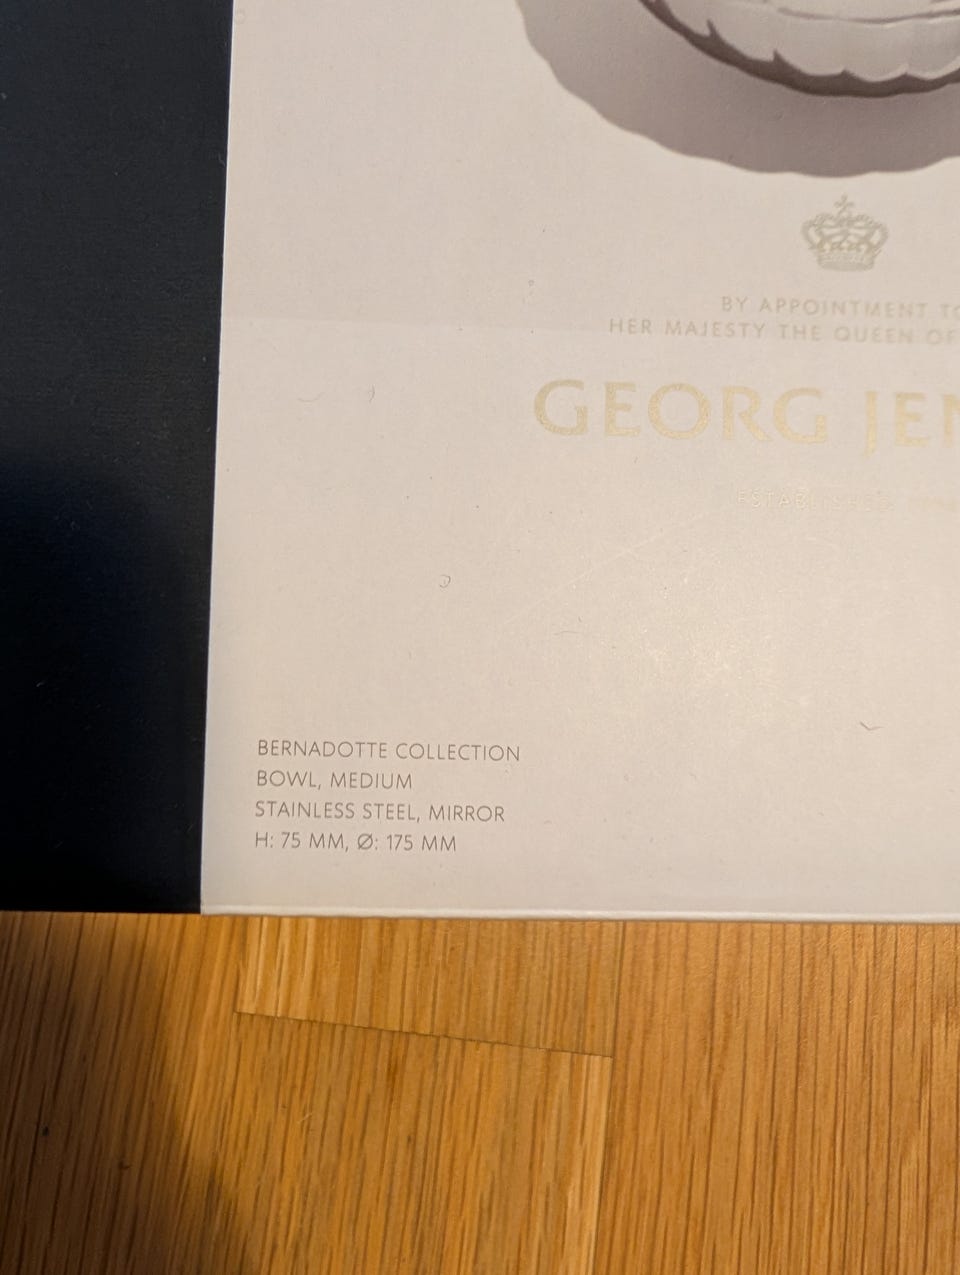 BY APPOINTMENT TO
HER MAJESTY THE QUEEN OF
GEORG JEN
ESTABLISHED
BERNADOTTE COLLECTION
BOWL, MEDIUM
STAINLESS STEEL, MIRROR
H: 75 MM, Ø: 175 MM